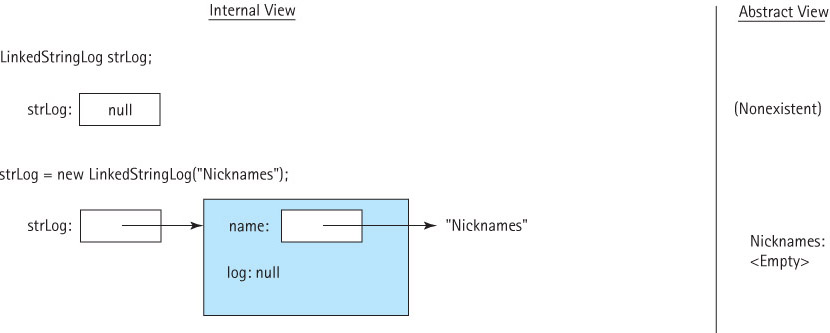 Internal View
Abstract View
LinkedStringLog strLog;
strLog: null
(Nonexistent)
strLog = new LinkedStringLog("Nicknames");
strLog:
name:
"Nicknames"
log: null
Nicknames:
<Empty>